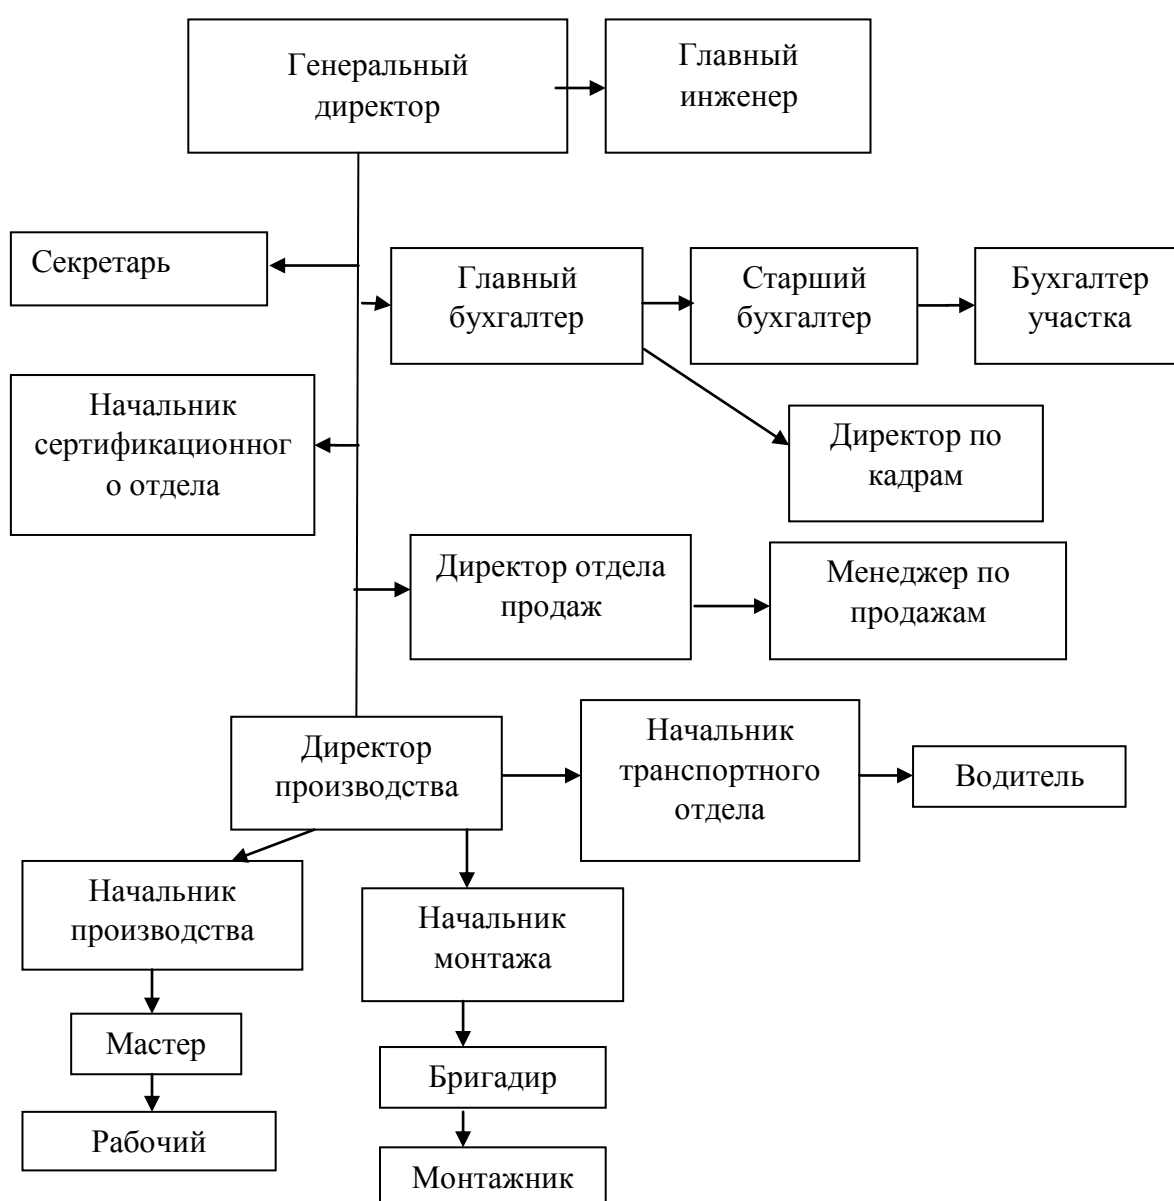 Генеральный
директор
Главный
инженер
Секретарь
Главный
бухгалтер
Старший
бухгалтер
Бухгалтер
участка
Начальник
сертификационног
о отдела
Директор по
кадрам
Директор отдела
продаж
Менеджер по
продажам
Директор
производства
Начальник
транспортного
отдела
Водитель
Начальник
производства
Начальник
монтажа
Мастер
Бригадир
Рабочий
Монтажник